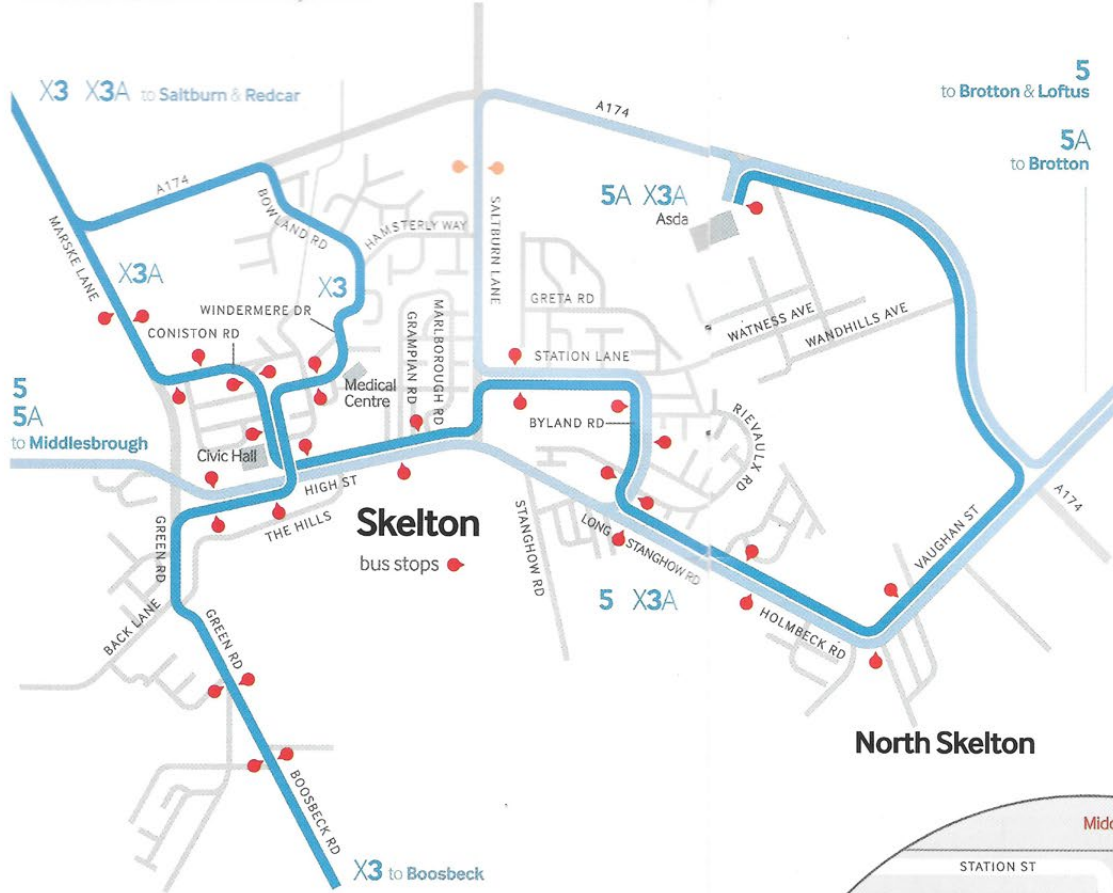 X3 X3A to Saltburn & Redcar
5
to Brotton & Loftus
5A
to Brotton
A174
A174
BOWLAND RD
HAMSTERLY WAY
SALTBURN LANE
5A X3A
Asda
MARSKE LANE
X3A
X3
WINDERMERE DR
CONISTON RD
GRAMPIAN RD
MARLBOROUGH RD
GRETA RD
WATNESS AVE
WANDHILLS AVE
STATION LANE
5
5A
to Middlesbrough
Medical
Centre
BYLAND RD
RIEVAULX RD
Civic Hall
HIGH ST
THE HILLS
Skelton
bus stops
STANGHOW RD
LONG STANGHOW RD
5 X3A
HOLMBECK RD
VAUGHAN ST
A174
GREEN RD
BACK LANE
GREEN RD
North Skelton
BOOSBECK RD
X3 to Boosbeck
STATION ST